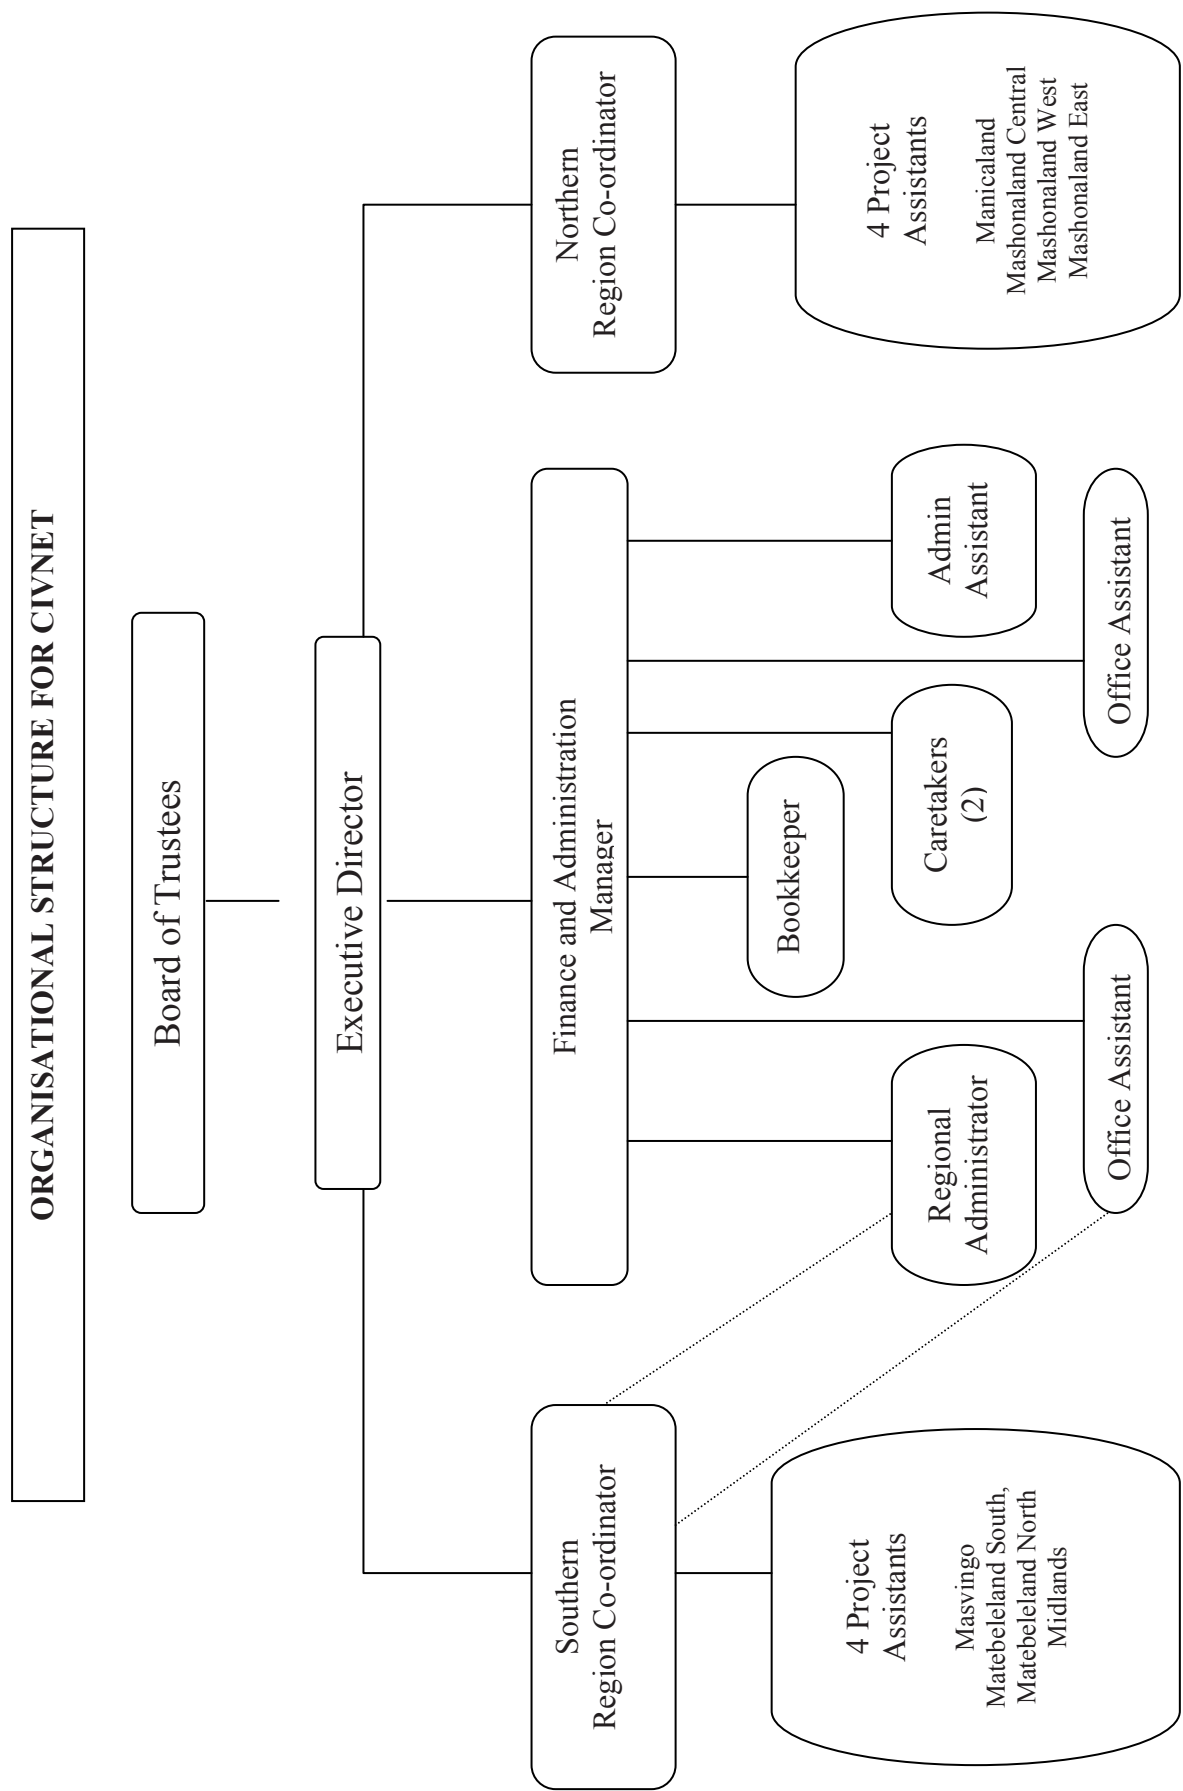 ORGANISATIONAL STRUCTURE FOR CIVNET
Board of Trustees
Executive Director
Southern
Region Co-ordinator
Finance and Administration
Manager
Northern
Region Co-ordinator
4 Project
Assistants
Masvingo
Matebeleland South,
Matebeleland North
Midlands
Regional
Administrator
Office Assistant
Bookkeeper
Caretakers
(2)
Office Assistant
Admin
Assistant
4 Project
Assistants
Manicaland
Mashonaland Central
Mashonaland West
Mashonaland East